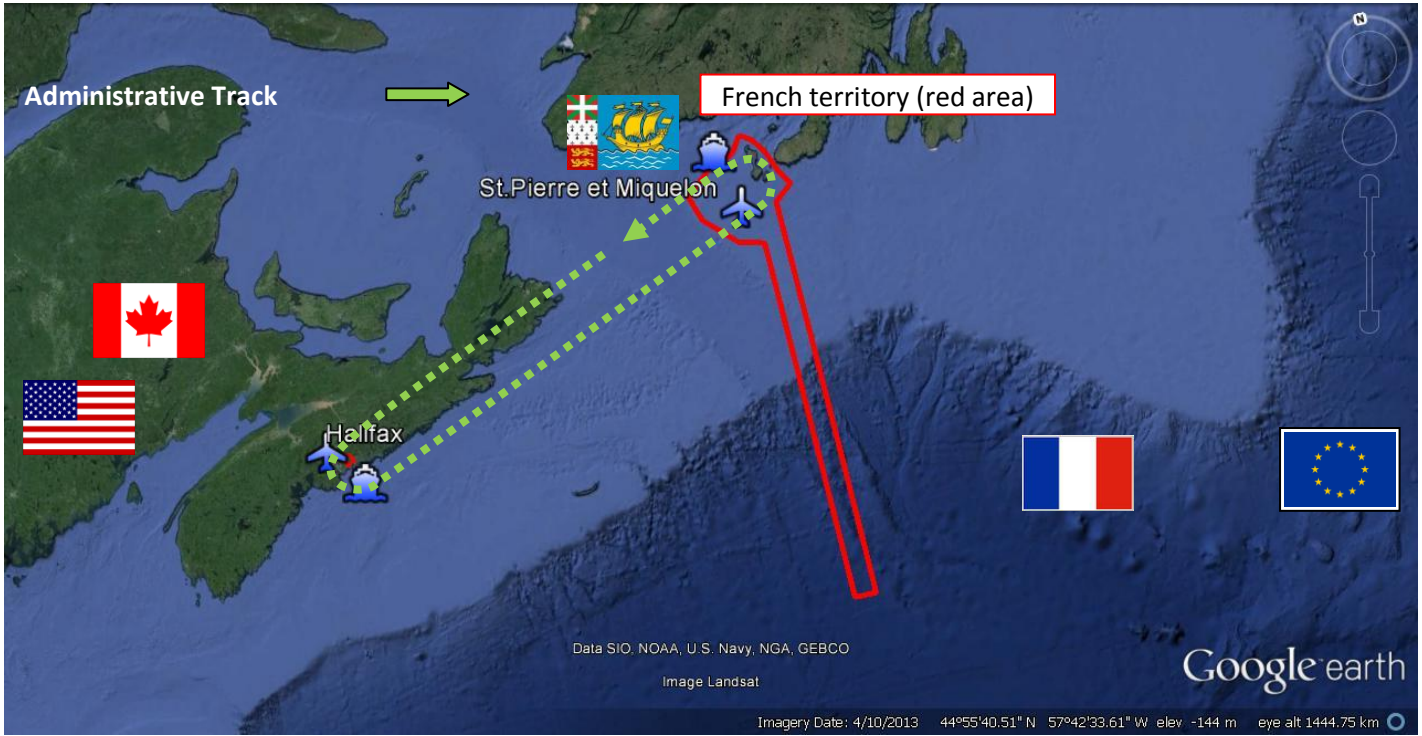 N
Administrative Track
French territory (red area)
St.Pierre et Miquelon
Halifax
Data SIO, NOAA, U.S. Navy, NGA, GEBCO
Image Landsat
Google earth
Imagery Date: 4/10/2013 44°55'40.51" N 57°42'33.61" W elev -144 m eye alt 1444.75 km